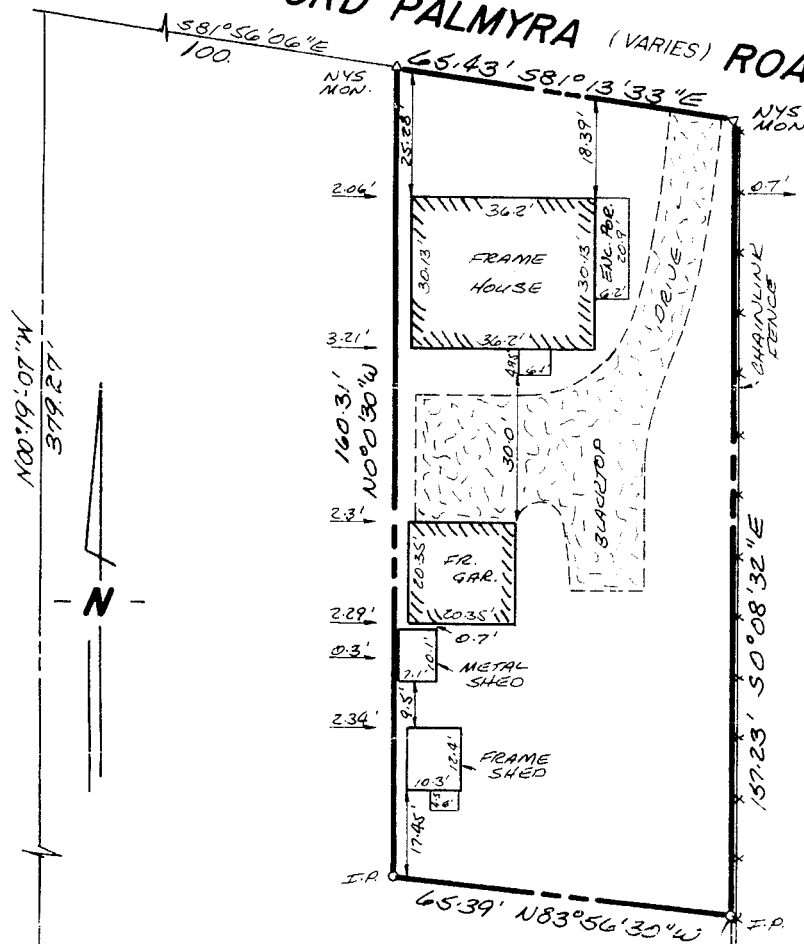 ORD PALMYRA (VARIES) ROA
S81°56'06"E
100.
65.43' S81°13'33"E
NYS
MON.
NYS
MON
25.28'
18.39'
2.06'
0.7'
36.2'
FRAME
HOUSE
30.13'
30.13'
ENC. POR.
20.9'
6.2'
36.2'
3.21'
4.95
6.1'
DRIVE
CHAINLINK
FENCE
N00°19'-07"W
379.27'
160.31'
N0°0'30"W
30.0'
BLACKTOP
2.3'
20.35'
FR.
GAR.
20.35'
N
2.29'
0.7'
0.3'
7.1'
10.1'
METAL
SHED
9.5'
2.34'
12.4'
10.3'
FRAME
SHED
6'
17.45'
157.23' S0°08'32"E
I.P.
65.39' N83°56'30"W
I.P.